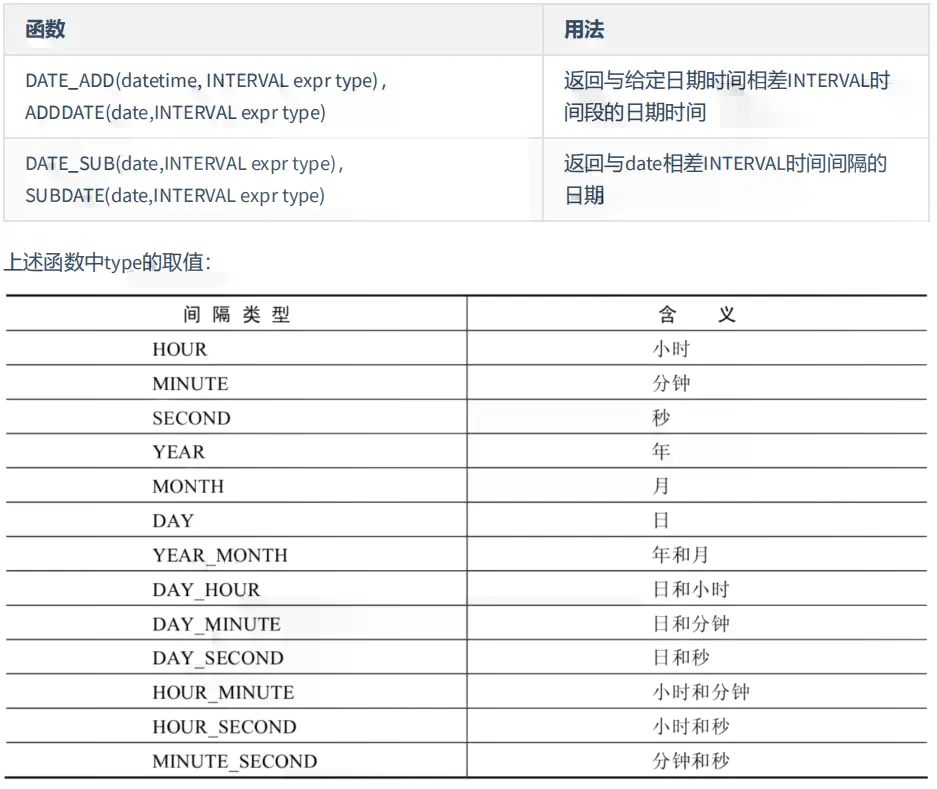 函数 用法
DATE_ADD(datetime, INTERVAL expr type), 返回与给定日期时间相差INTERVAL时
ADDDATE(date,INTERVAL expr type) 间段的日期时间
DATE_SUB(date,INTERVAL expr type), 返回与date相差INTERVAL时间间隔的
SUBDATE(date,INTERVAL expr type) 日期
上述函数中type的取值：
间 隔 类 型 含 义
HOUR 小时
MINUTE 分钟
SECOND 秒
YEAR 年
MONTH 月
DAY 日
YEAR_MONTH 年和月
DAY_HOUR 日和小时
DAY_MINUTE 日和分钟
DAY_SECOND 日和秒
HOUR_MINUTE 小时和分钟
HOUR_SECOND 小时和秒
MINUTE_SECOND 分钟和秒